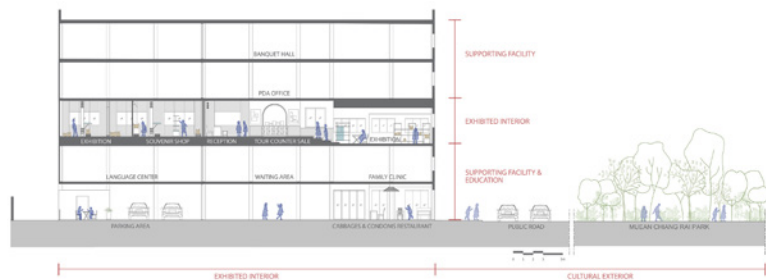 BANQUET HALL
SUPPORTING FACILITY
PDA OFFICE
EXHIBITED INTERIOR
EXHIBITION
SOUVENIR SHOP
RECEPTION
TOUR COUNTER SALE
EXHIBITION
SUPPORTING FACILITY &
EDUCATION
LANGUAGE CENTER
WAITING AREA
FAMILY CLINIC
PARKING AREA
CABBAGES & CONDOMS RESTAURANT
PUBLIC ROAD
MUEAN CHIANG RAI PARK
EXHIBITED INTERIOR
CULTURAL EXTERIOR